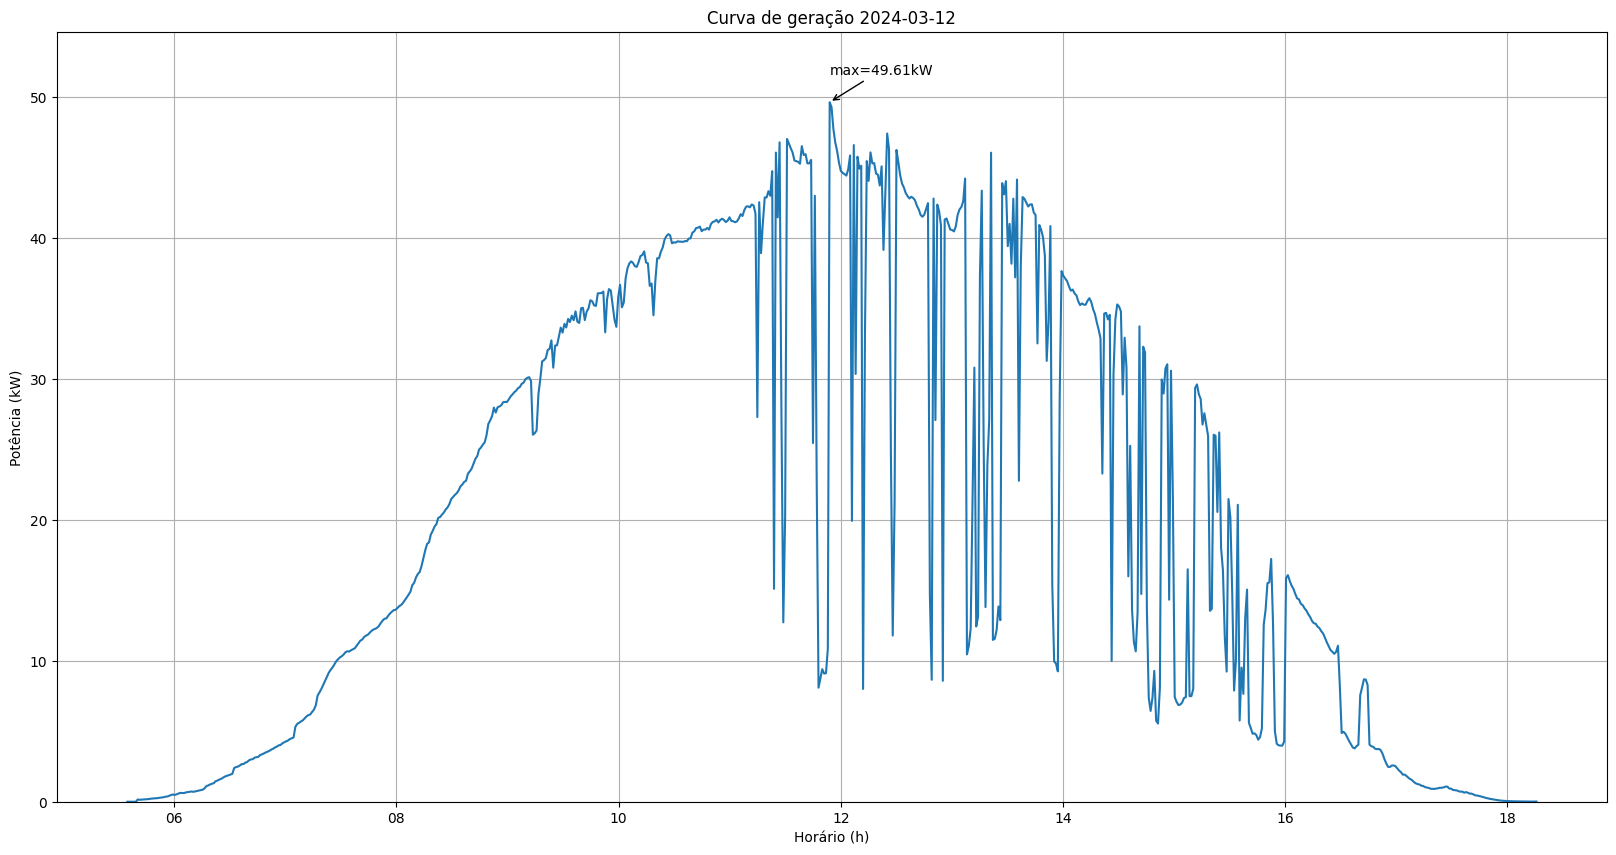 Curva de geração 2024-03-12
max=49.61kW
50
40
30
20
10
0
Potência (kW)
06 08 10 12 14 16 18
Horário (h)